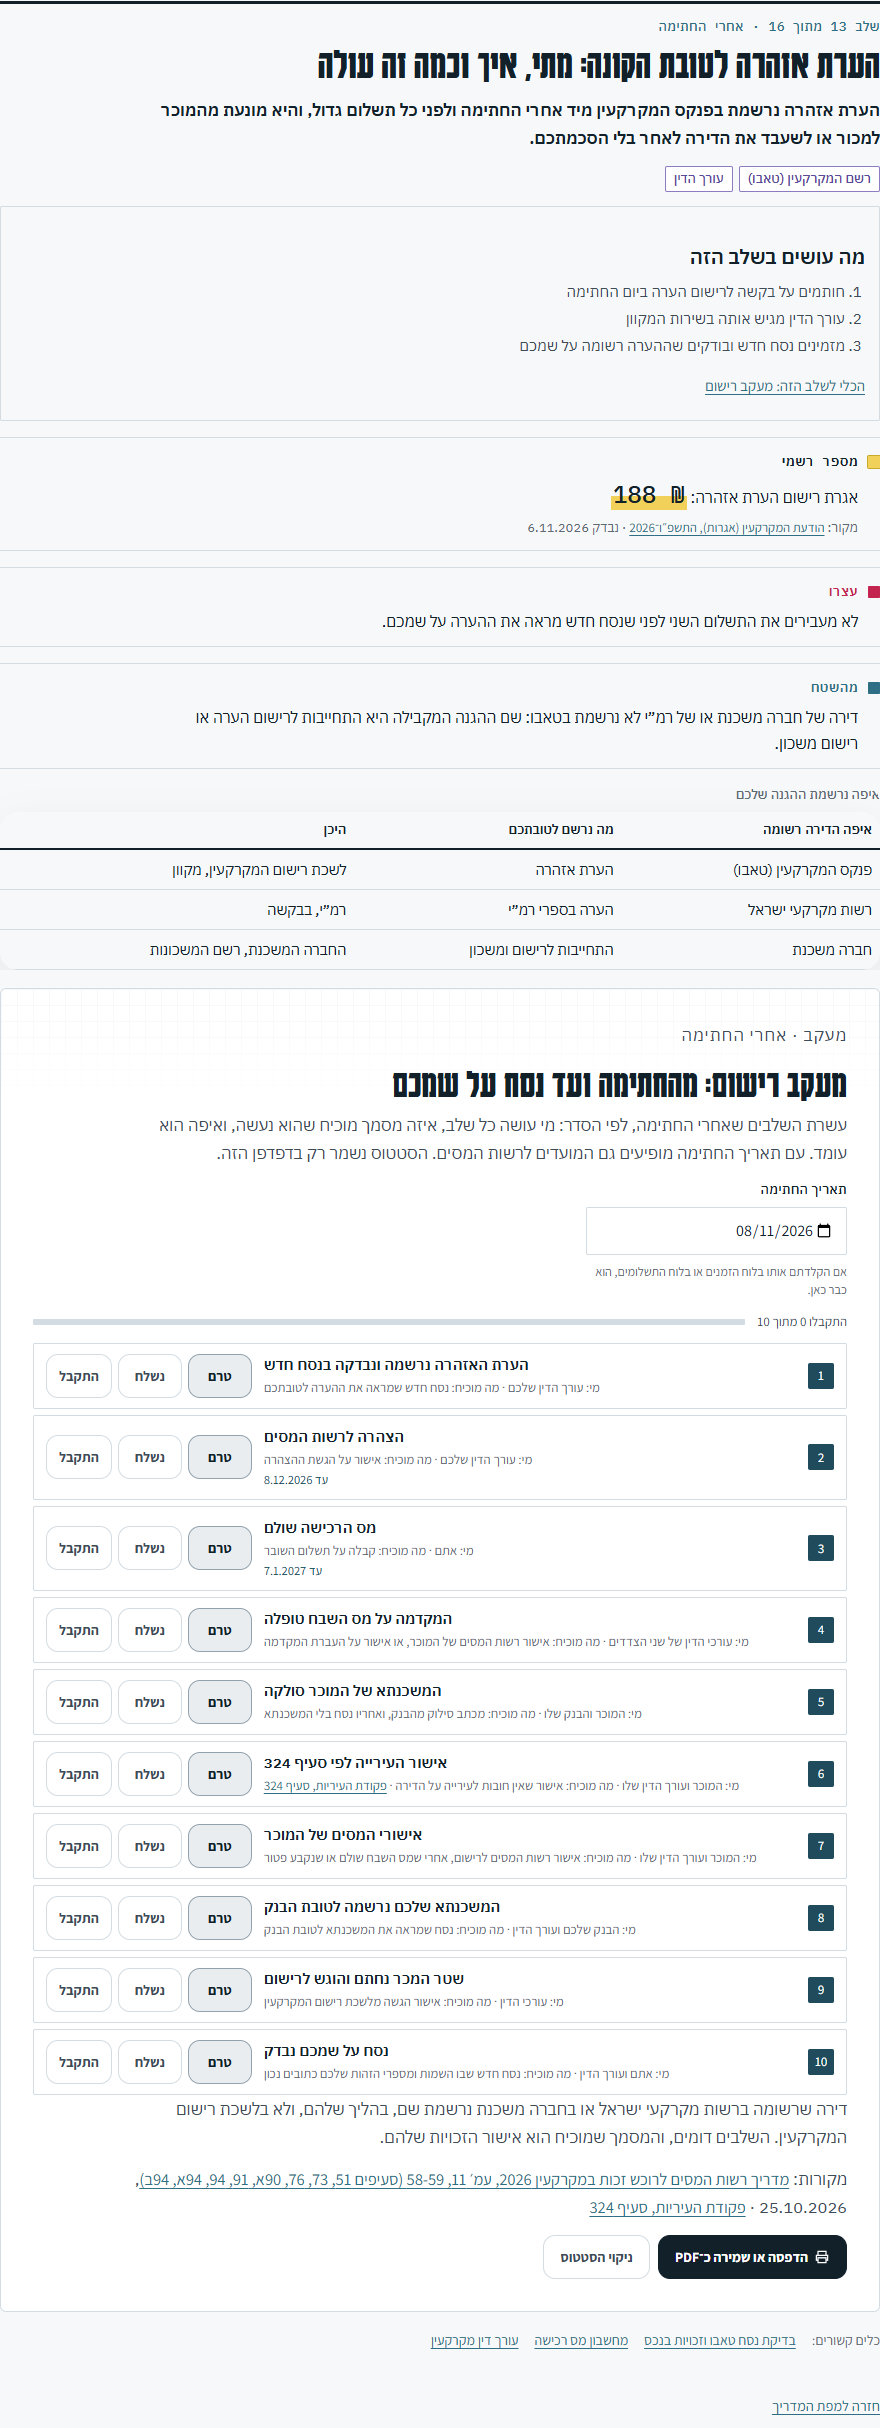 שלב 13 מתוך 16 · אחרי החתימה
הערת אזהרה לטובת הקונה: מתי, איך וכמה זה עולה
הערת אזהרה נרשמת בפנקס המקרקעין מיד אחרי החתימה ולפני כל תשלום גדול, והיא מונעת מהמוכר
למכור או לשעבד את הדירה לאחר בלי הסכמתכם.
רשם המקרקעין (טאבו)
עורך הדין
מה עושים בשלב הזה
1. חותמים על בקשה לרישום הערה ביום החתימה
2. עורך הדין מגיש אותה בשירות המקוון
3. מזמינים נסח חדש ובודקים שההערה רשומה על שמכם
הכלי לשלב הזה: מעקב רישום
מספר רשמי
אגרת רישום הערת אזהרה: ₪ 188
מקור: הודעת המקרקעין (אגרות), התשפ״ו־2026 · נבדק 6.11.2026
עצרו
לא מעבירים את התשלום השני לפני שנסח חדש מראה את ההערה על שמכם.
מהשטח
דירה של חברה משכנת או של רמ״י לא נרשמת בטאבו: שם ההגנה המקבילה היא התחייבות לרישום הערה או
רישום משכון.
איפה נרשמת ההגנה שלכם
איפה הדירה רשומה מה נרשם לטובתכם היכן
פנקס המקרקעין (טאבו) הערת אזהרה לשכת רישום המקרקעין, מקוון
רשות מקרקעי ישראל הערה בספרי רמ״י רמ״י, בבקשה
חברה משכנת התחייבות לרישום ומשכון החברה המשכנת, רשם המשכונות
מעקב · אחרי החתימה
מעקב רישום: מהחתימה ועד נסח על שמכם
עשרת השלבים שאחרי החתימה, לפי הסדר: מי עושה כל שלב, איזה מסמך מוכיח שהוא נעשה, ואיפה הוא
עומד. עם תאריך החתימה מופיעים גם המועדים לרשות המסים. הסטטוס נשמר רק בדפדפן הזה.
תאריך החתימה
08/11/2026
אם הקלדתם אותו בלוח הזמנים או בלוח התשלומים, הוא
כבר כאן.
התקבלו 0 מתוך 10
1 הערת האזהרה נרשמה ונבדקה בנסח חדש טרם נשלח התקבל
מי: עורך הדין שלכם · מה מוכיח: נסח חדש שמראה את ההערה לטובתכם
2 הצהרה לרשות המסים טרם נשלח התקבל
מי: עורך הדין שלכם · מה מוכיח: אישור על הגשת ההצהרה
עד 8.12.2026
3 מס הרכישה שולם טרם נשלח התקבל
מי: אתם · מה מוכיח: קבלה על תשלום השובר
עד 7.1.2027
4 המקדמה על מס השבח טופלה טרם נשלח התקבל
מי: עורכי הדין של שני הצדדים · מה מוכיח: אישור רשות המסים של המוכר, או אישור על העברת המקדמה
5 המשכנתא של המוכר סולקה טרם נשלח התקבל
מי: המוכר והבנק שלו · מה מוכיח: מכתב סילוק מהבנק, ואחריו נסח בלי המשכנתא
6 אישור העירייה לפי סעיף 324 טרם נשלח התקבל
מי: המוכר ועורך הדין שלו · מה מוכיח: אישור שאין חובות לעירייה על הדירה · פקודת העיריות, סעיף 324
7 אישורי המסים של המוכר טרם נשלח התקבל
מי: המוכר ועורך הדין שלו · מה מוכיח: אישור רשות המסים לרישום, אחרי שמס השבח שולם או שנקבע פטור
8 המשכנתא שלכם נרשמה לטובת הבנק טרם נשלח התקבל
מי: הבנק שלכם ועורך הדין · מה מוכיח: נסח שמראה את המשכנתא לטובת הבנק
9 שטר המכר נחתם והוגש לרישום טרם נשלח התקבל
מי: עורכי הדין · מה מוכיח: אישור הגשה מלשכת רישום המקרקעין
10 נסח על שמכם נבדק טרם נשלח התקבל
מי: אתם ועורך הדין · מה מוכיח: נסח חדש שבו השמות ומספרי הזהות שלכם כתובים נכון
דירה שרשומה ברשות מקרקעי ישראל או בחברה משכנת נרשמת שם, בהליך שלהם, ולא בלשכת רישום
המקרקעין. השלבים דומים, והמסמך שמוכיח הוא אישור הזכויות שלהם.
מקורות: מדריך רשות המסים לרוכש זכות במקרקעין 2026, עמ׳ 11, 58-59 (סעיפים 51, 73, 76, 90א, 91, 94, 94א, 94ב),
25.10.2026 · פקודת העיריות, סעיף 324
הדפסה או שמירה כ־PDF
ניקוי הסטטוס
כלים קשורים: בדיקת נסח טאבו וזכויות בנכס מחשבון מס רכישה עורך דין מקרקעין
חזרה למפת המדריך